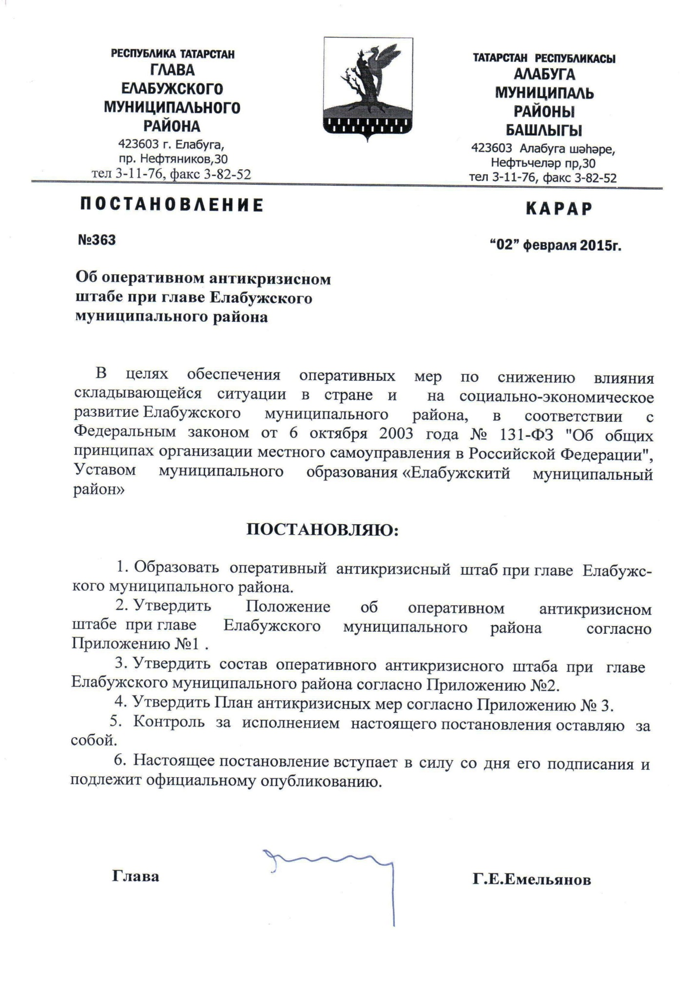 РЕСПУБЛИКА ТАТАРСТАН
ГЛАВА
ЕЛАБУЖСКОГО
МУНИЦИПАЛЬНОГО
РАЙОНА
423603 г. Елабуга,
пр. Нефтяников,30
тел 3-11-76, факс 3-82-52
ТАТАРСТАН РЕСПУБЛИКАСЫ
АЛАБУГА
МУНИЦИПАЛЬ
РАЙОНЫ
БАШЛЫГЫ
423603 Алабуга шәһәре,
Нефтьчеләр пр,30
тел 3-11-76, факс 3-82-52
ПОСТАНОВЛЕНИЕ
КАРАР
№363
“02” февраля 2015г.
Об оперативном антикризисном
штабе при главе Елабужского
муниципального района
В целях обеспечения оперативных мер по снижению влияния
складывающейся ситуации в стране и на социально-экономическое
развитие Елабужского муниципального района, в соответствии с
Федеральным законом от 6 октября 2003 года № 131-ФЗ "Об общих
принципах организации местного самоуправления в Российской Федерации",
Уставом муниципального образования «Елабужскитй муниципальный
район»
ПОСТАНОВЛЯЮ:
1. Образовать оперативный антикризисный штаб при главе Елабужс-
кого муниципального района.
2. Утвердить Положение об оперативном антикризисном
штабе при главе Елабужского муниципального района согласно
Приложению №1 .
3. Утвердить состав оперативного антикризисного штаба при главе
Елабужского муниципального района согласно Приложению №2.
4. Утвердить План антикризисных мер согласно Приложению № 3.
5. Контроль за исполнением настоящего постановления оставляю за
собой.
6. Настоящее постановление вступает в силу со дня его подписания и
подлежит официальному опубликованию.
Глава
Г.Е.Емельянов